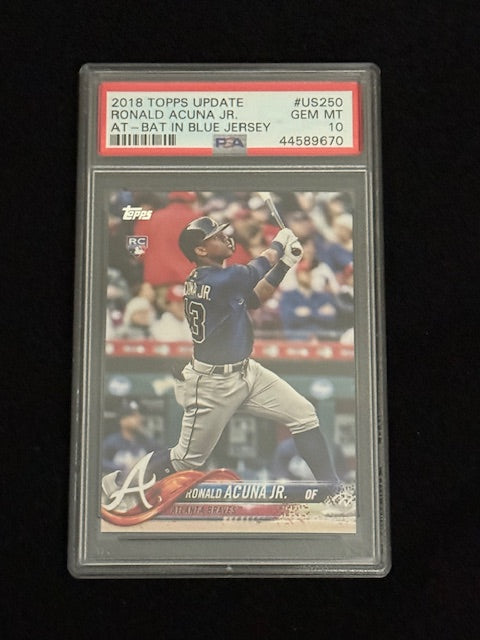 2018 TOPPS UPDATE #US250
RONALD ACUNA JR. GEM MT
AT-BAT IN BLUE JERSEY 10
PSA 44589670
Topps
RC
ACUÑA JR.
13
A
RONALD ACUNA JR. OF
ATLANTA BRAVES